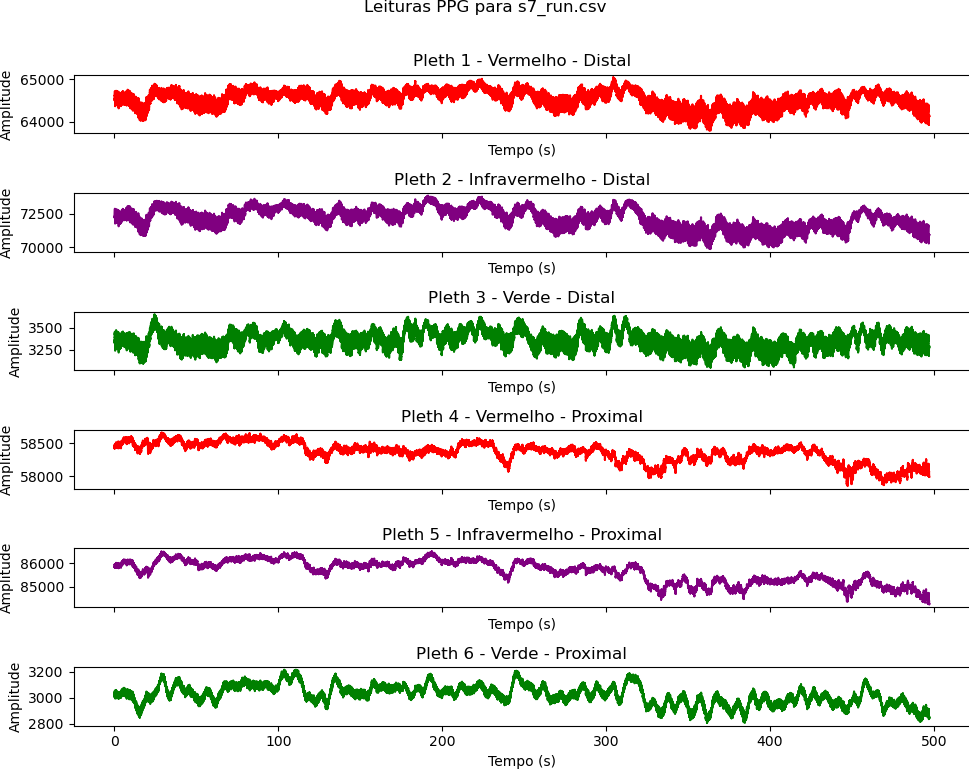 Leituras PPG para s7_run.csv
Pleth 1 - Vermelho - Distal
Amplitude
65000
64000
Tempo (s)
Pleth 2 - Infravermelho - Distal
Amplitude
72500
70000
Tempo (s)
Pleth 3 - Verde - Distal
Amplitude
3500
3250
Tempo (s)
Pleth 4 - Vermelho - Proximal
Amplitude
58500
58000
Tempo (s)
Pleth 5 - Infravermelho - Proximal
Amplitude
86000
85000
Tempo (s)
Pleth 6 - Verde - Proximal
Amplitude
3200
3000
2800
0 100 200 300 400 500
Tempo (s)